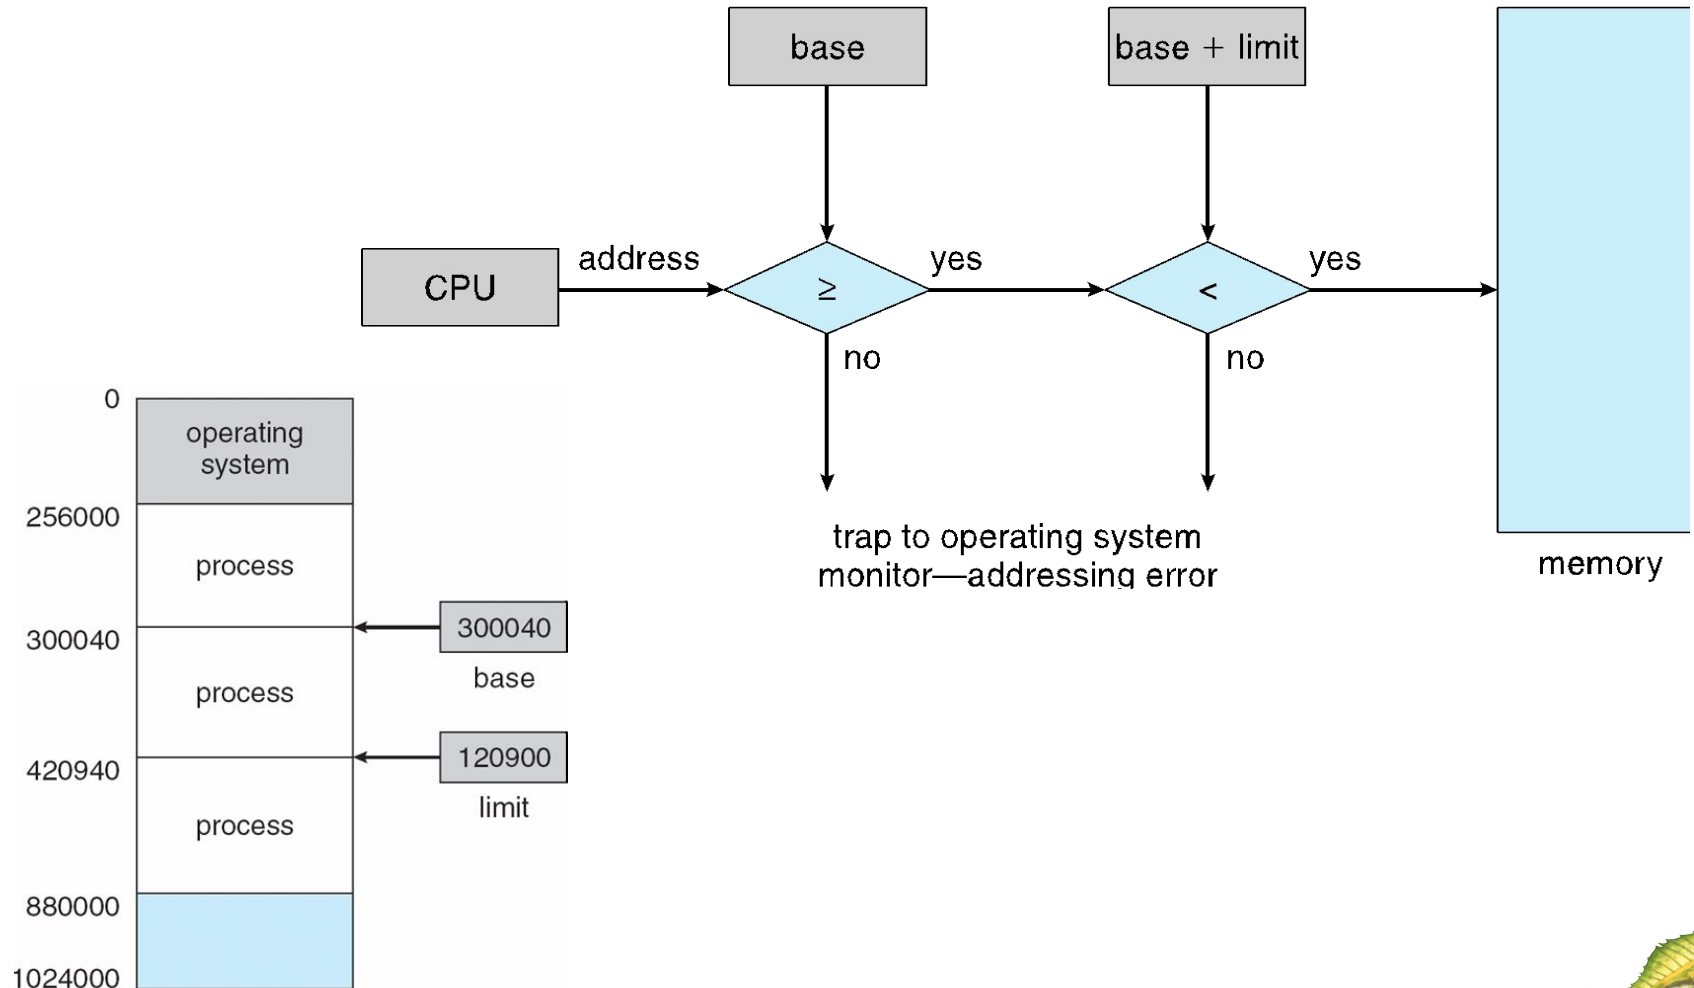 base
base + limit
address
yes
yes
CPU
≥
<
no
no
trap to operating system
monitor—addressing error
memory
0
operating
system
256000
process
300040
300040
base
process
120900
limit
420940
process
880000
1024000